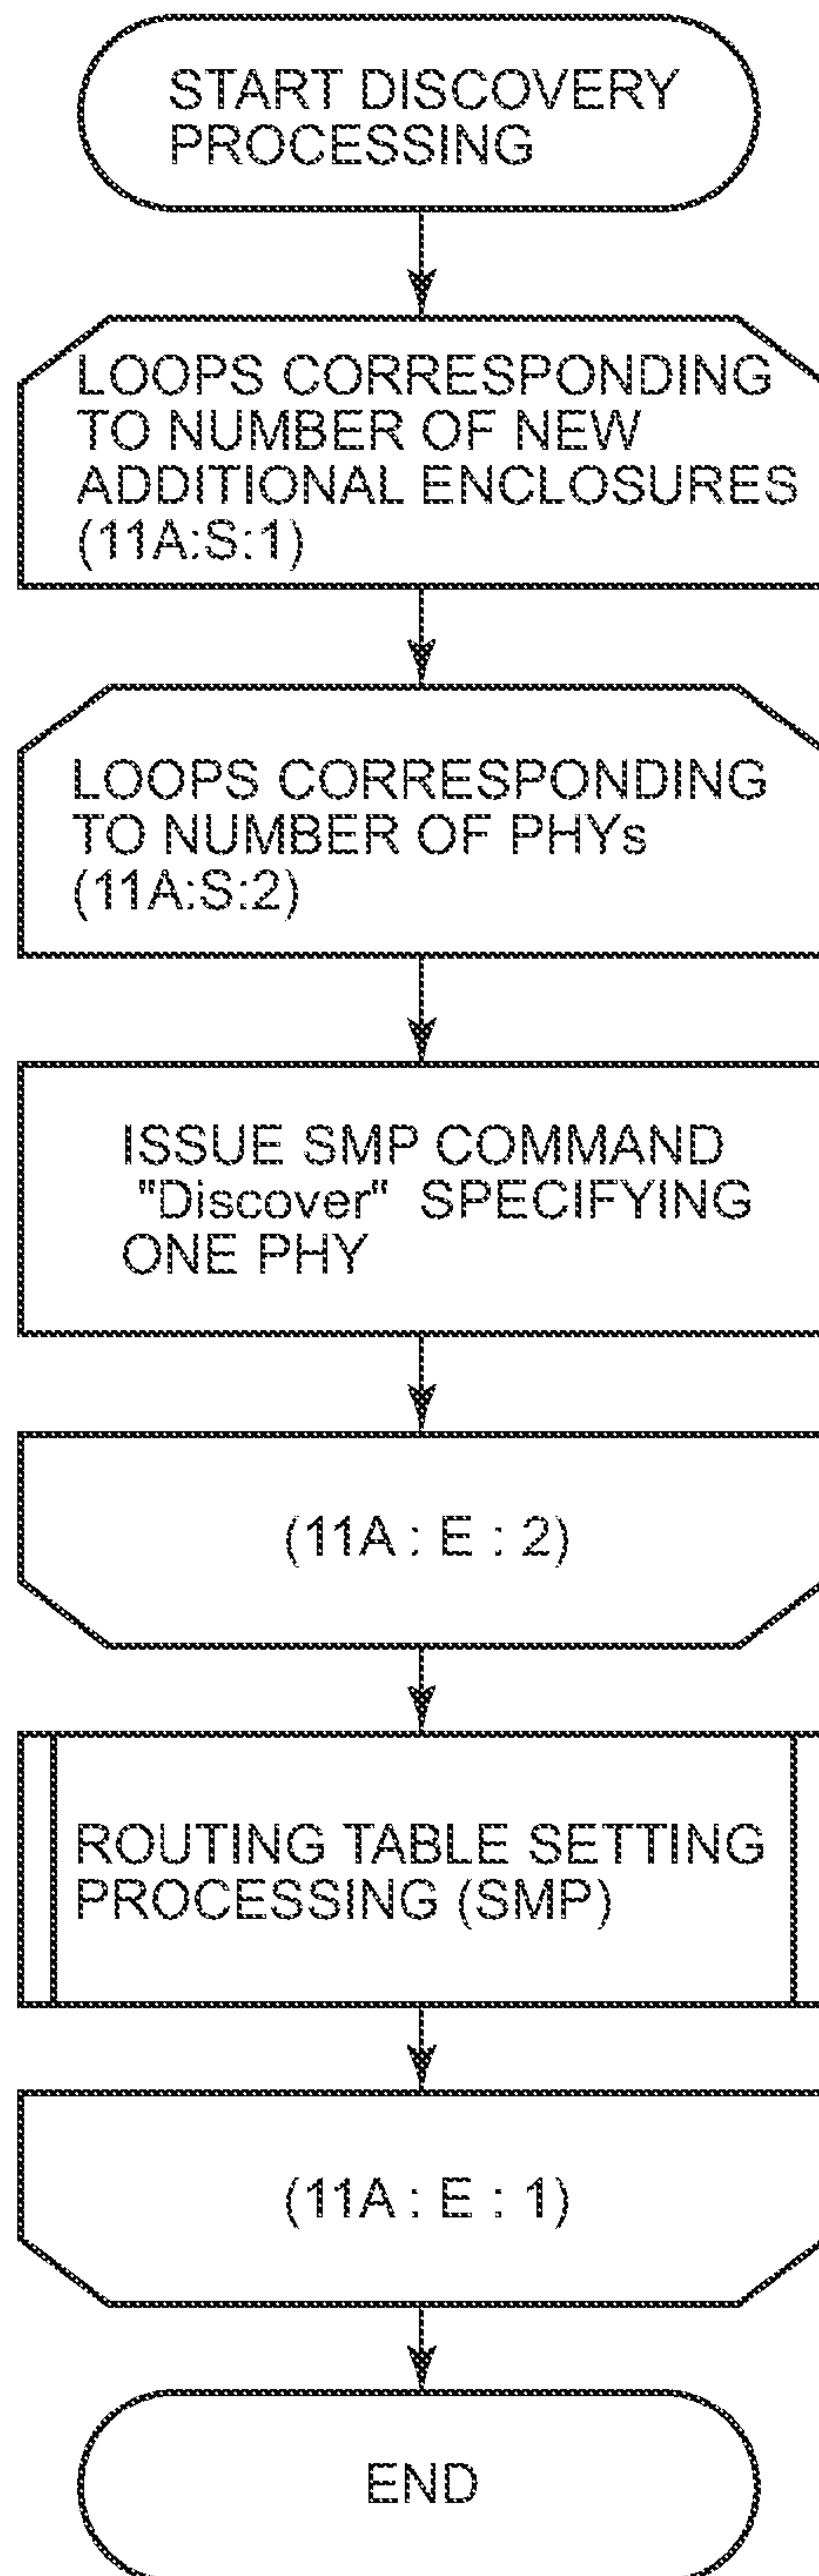 START DISCOVERY
PROCESSING
LOOPS CORRESPONDING
TO NUMBER OF NEW
ADDITIONAL ENCLOSURES
(11A:S:1)
LOOPS CORRESPONDING
TO NUMBER OF PHYs
(11A:S:2)
ISSUE SMP COMMAND
"Discover" SPECIFYING
ONE PHY
(11A : E : 2)
ROUTING TABLE SETTING
PROCESSING (SMP)
(11A : E : 1)
END